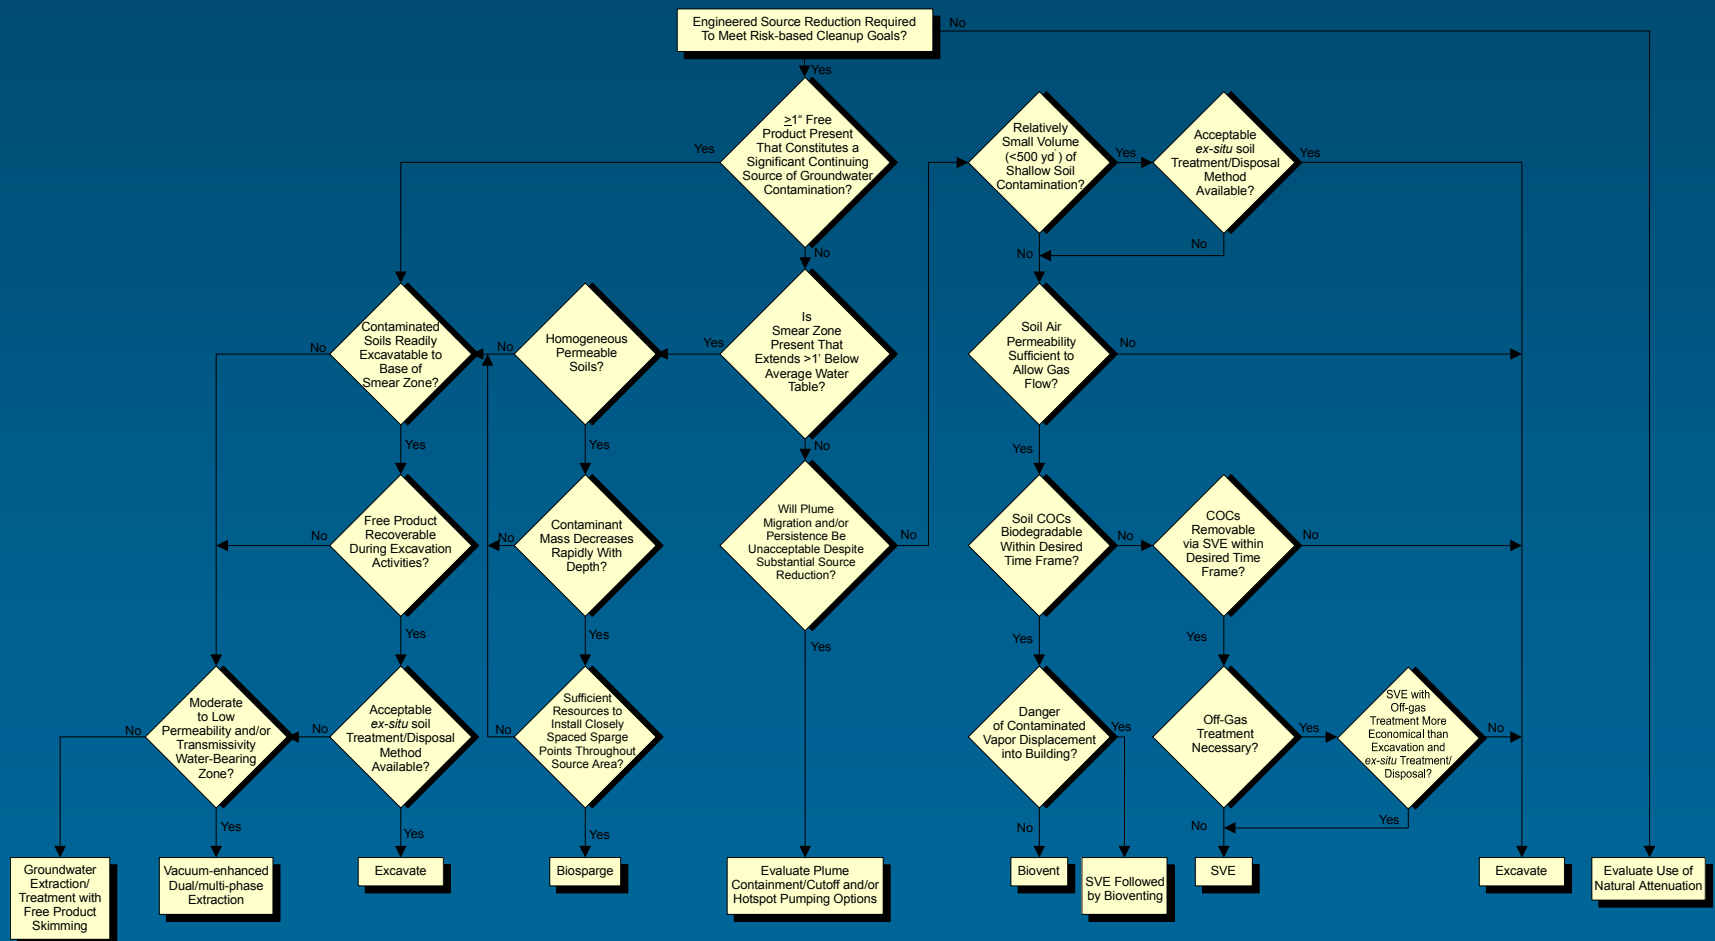 Engineered Source Reduction Required
To Meet Risk-based Cleanup Goals?
No
Yes
≥1“ Free
Product Present
That Constitutes a
Significant Continuing
Source of Groundwater
Contamination?
Yes
No
Relatively
Small Volume
(<500 yd ) of
Shallow Soil
Contamination?
Yes
No
Acceptable
ex-situ soil
Treatment/Disposal
Method
Available?
Yes
No
Contaminated
Soils Readily
Excavatable to
Base of
Smear Zone?
No
Yes
Homogeneous
Permeable
Soils?
No
Yes
Is
Smear Zone
Present That
Extends >1’ Below
Average Water
Table?
Yes
No
Soil Air
Permeability
Sufficient to
Allow Gas
Flow?
No
Yes
Free Product
Recoverable
During Excavation
Activities?
No
Yes
Contaminant
Mass Decreases
Rapidly With
Depth?
No
Yes
Will Plume
Migration and/or
Persistence Be
Unacceptable Despite
Substantial Source
Reduction?
No
Yes
Soil COCs
Biodegradable
Within Desired
Time Frame?
No
Yes
COCs
Removable
via SVE within
Desired Time
Frame?
No
Yes
Moderate
to Low
Permeability and/or
Transmissivity
Water-Bearing
Zone?
No
Yes
Acceptable
ex-situ soil
Treatment/Disposal
Method
Available?
No
Yes
Sufficient
Resources to
Install Closely
Spaced Sparge
Points Throughout
Source Area?
No
Yes
Danger
of Contaminated
Vapor Displacement
into Building?
Yes
No
Off-Gas
Treatment
Necessary?
Yes
No
SVE with
Off-gas
Treatment More
Economical than
Excavation and
ex-situ Treatment/
Disposal?
No
Yes
Groundwater
Extraction/
Treatment with
Free Product
Skimming
Vacuum-enhanced
Dual/multi-phase
Extraction
Excavate
Biosparge
Evaluate Plume
Containment/Cutoff and/or
Hotspot Pumping Options
Biovent
SVE Followed
by Bioventing
SVE
Excavate
Evaluate Use of
Natural Attenuation